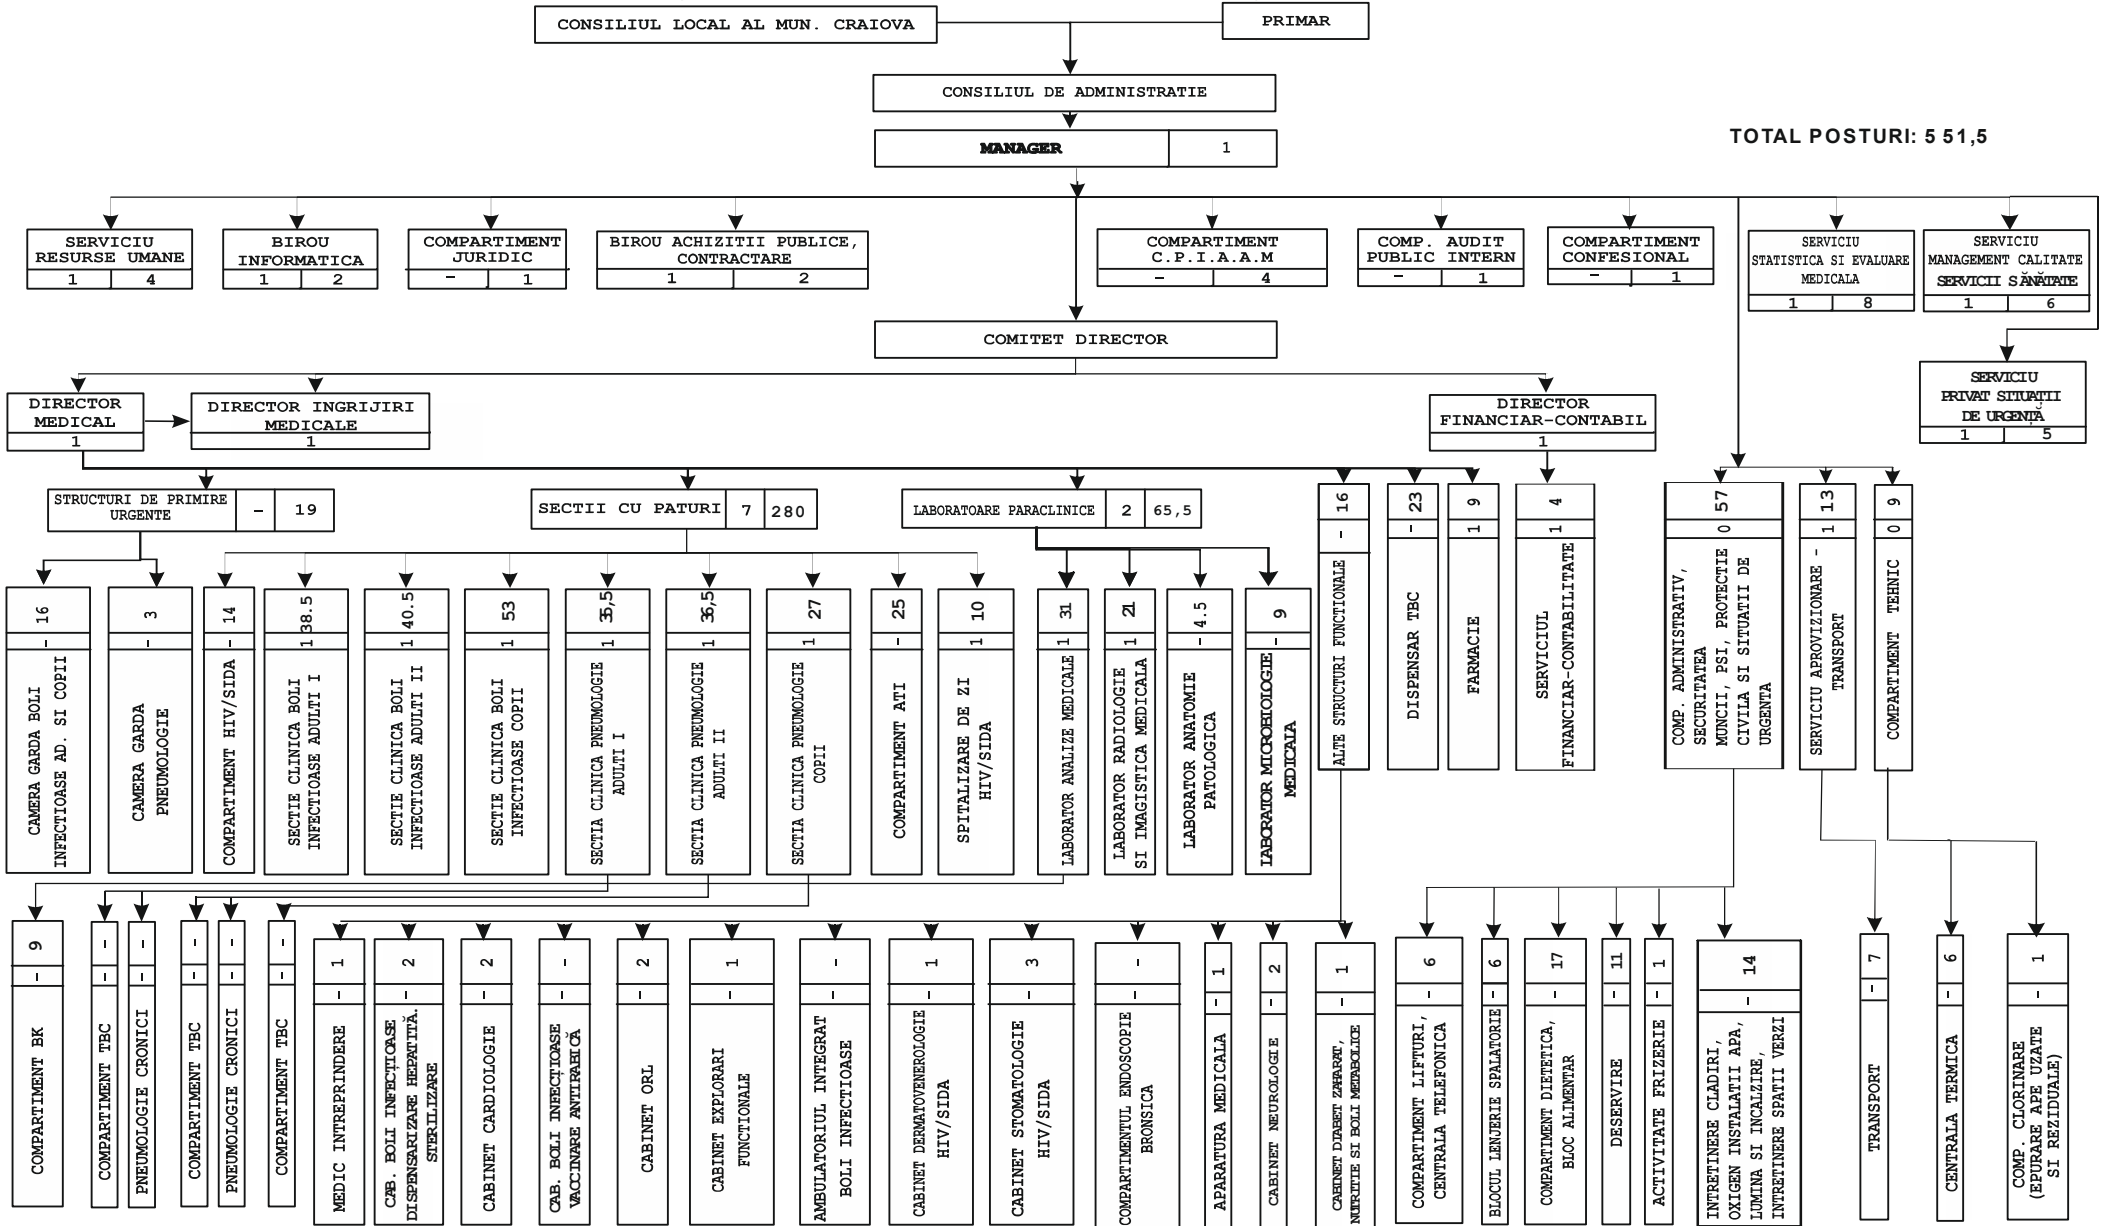 CONSILIUL LOCAL AL MUN. CRAIOVA
PRIMAR
CONSILIUL DE ADMINISTRATIE
MANAGER 1
TOTAL POSTURI: 5 51,5
SERVICIU
RESURSE UMANE
1 4
BIROU
INFORMATICA
1 2
COMPARTIMENT
JURIDIC
- 1
BIROU ACHIZITII PUBLICE,
CONTRACTARE
1 2
COMPARTIMENT
C.P.I.A.A.M
- 4
COMP. AUDIT
PUBLIC INTERN
- 1
COMPARTIMENT
CONFESIONAL
- 1
SERVICIU
STATISTICA SI EVALUARE
MEDICALA
1 8
SERVICIU
MANAGEMENT CALITATE
SERVICII SĂNĂTATE
1 6
COMITET DIRECTOR
SERVICIU
PRIVAT SITUAȚII
DE URGENȚĂ
1 5
DIRECTOR
MEDICAL
1
DIRECTOR INGRIJIRI
MEDICALE
1
DIRECTOR
FINANCIAR-CONTABIL
1
STRUCTURI DE PRIMIRE
URGENTE
- 19
SECTII CU PATURI 7 280
LABORATOARE PARACLINICE 2 65,5
ALTE STRUCTURI FUNCTIONALE - 16
DISPENSAR TBC - 23
FARMACIE 1 9
SERVICIUL
FINANCIAR-CONTABILITATE
1 4
COMP. ADMINISTRATIV,
SECURITATEA
MUNCII, PSI, PROTECTIE
CIVILA SI SITUATII DE
URGENTA
0 57
SERVICIU APROVIZIONARE -
TRANSPORT
1 13
COMPARTIMENT TEHNIC 0 9
CAMERA GARDA BOLI
INFECTIOASE AD. SI COPII
- 16
CAMERA GARDA
PNEUMOLOGIE
- 3
COMPARTIMENT HIV/SIDA - 14
SECTIE CLINICA BOLI
INFECTIOASE ADULTI I
1 38.5
SECTIE CLINICA BOLI
INFECTIOASE ADULTI II
1 40.5
SECTIE CLINICA BOLI
INFECTIOASE COPII
1 53
SECTIA CLINICA PNEUMOLOGIE
ADULTI I
1 35,5
SECTIA CLINICA PNEUMOLOGIE
ADULTI II
1 36,5
SECTIA CLINICA PNEUMOLOGIE
COPII
1 27
COMPARTIMENT ATI - 25
SPITALIZARE DE ZI
HIV/SIDA
1 10
LABORATOR ANALIZE MEDICALE 1 31
LABORATOR RADIOLOGIE
SI IMAGISTICA MEDICALA
1 21
LABORATOR ANATOMIE
PATOLOGICA
- 4.5
LABORATOR MICROBIOLOGIE
MEDICALA
- 9
COMPARTIMENT BK - 9
COMPARTIMENT TBC - -
PNEUMOLOGIE CRONICI - -
COMPARTIMENT TBC - -
PNEUMOLOGIE CRONICI - -
COMPARTIMENT TBC - -
MEDIC INTREPRINDERE - 1
CAB. BOLI INFECȚIOASE
DISPENSARIZARE HEPATITĂ.
STERILIZARE
- 2
CABINET CARDIOLOGIE - 2
CAB. BOLI INFECȚIOASE
VACCINARE ANTIRABICĂ
- -
CABINET ORL - 2
CABINET EXPLORARI
FUNCTIONALE
- 1
AMBULATORIUL INTEGRAT
BOLI INFECTIOASE
- -
CABINET DERMATOVENEROLOGIE
HIV/SIDA
- 1
CABINET STOMATOLOGIE
HIV/SIDA
- 3
COMPARTIMENTUL ENDOSCOPIE
BRONSICA
- -
APARATURA MEDICALA - 1
CABINET NEUROLOGIE - 2
CABINET DIABET ZAHARAT,
NUTRITIE SI BOLI METABOLICE
- 1
COMPARTIMENT LIFTURI,
CENTRALA TELEFONICA
- 6
BLOCUL LENJERIE SPALATORIE - 6
COMPARTIMENT DIETETICA,
BLOC ALIMENTAR
- 17
DESERVIRE - 11
ACTIVITATE FRIZERIE - 1
INTRETINERE CLADIRI,
OXIGEN INSTALATII APA,
LUMINA SI INCALZIRE,
INTRETINERE SPATII VERZI
- 14
TRANSPORT - 7
CENTRALA TERMICA - 6
COMP. CLORINARE
(EPURARE APE UZATE
SI REZIDUALE)
- 1